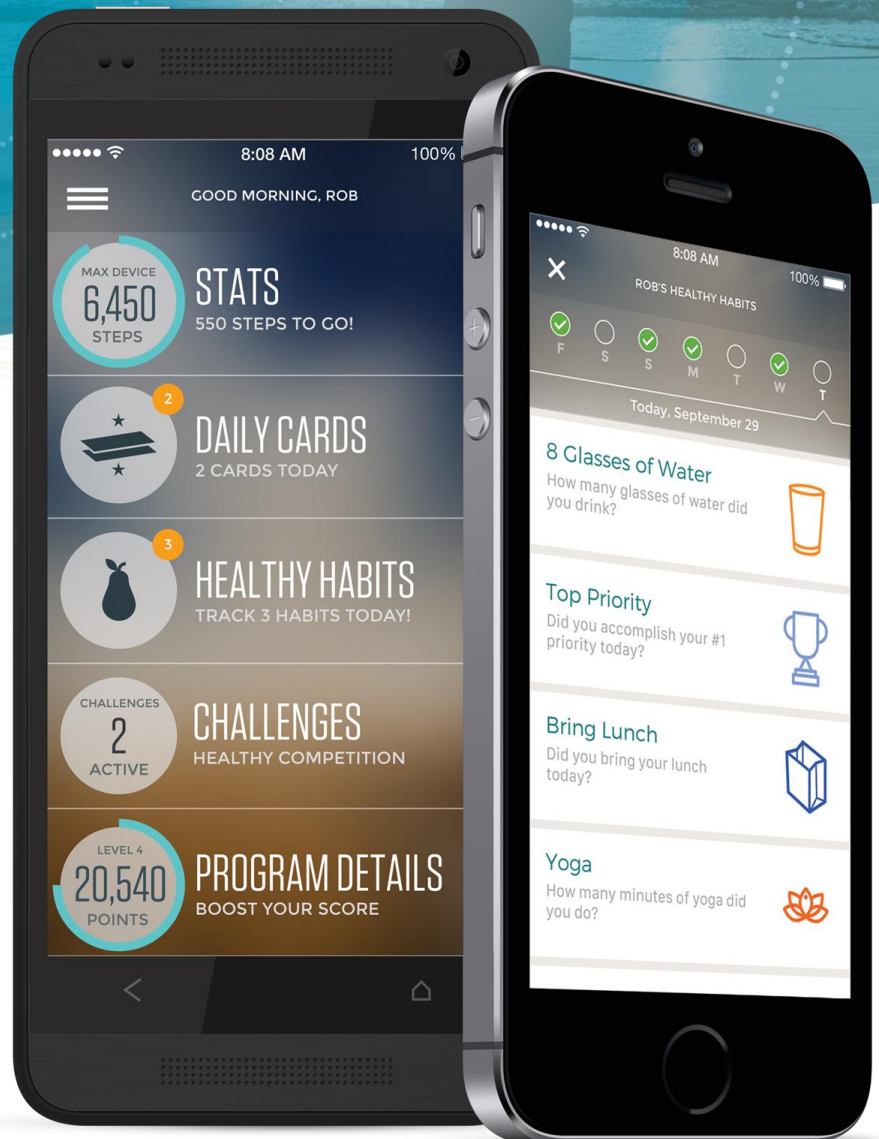 8:08 AM
100%
GOOD MORNING, ROB
MAX DEVICE
6,450
STEPS
STATS
550 STEPS TO GO!
2
DAILY CARDS
2 CARDS TODAY
3
HEALTHY HABITS
TRACK 3 HABITS TODAY!
CHALLENGES
2
ACTIVE
CHALLENGES
HEALTHY COMPETITION
LEVEL 4
20,540
POINTS
PROGRAM DETAILS
BOOST YOUR SCORE
8:08 AM
100%
ROB'S HEALTHY HABITS
F S S M T W T
Today, September 29
8 Glasses of Water
How many glasses of water did
you drink?
Top Priority
Did you accomplish your #1
priority today?
Bring Lunch
Did you bring your lunch
today?
Yoga
How many minutes of yoga did
you do?